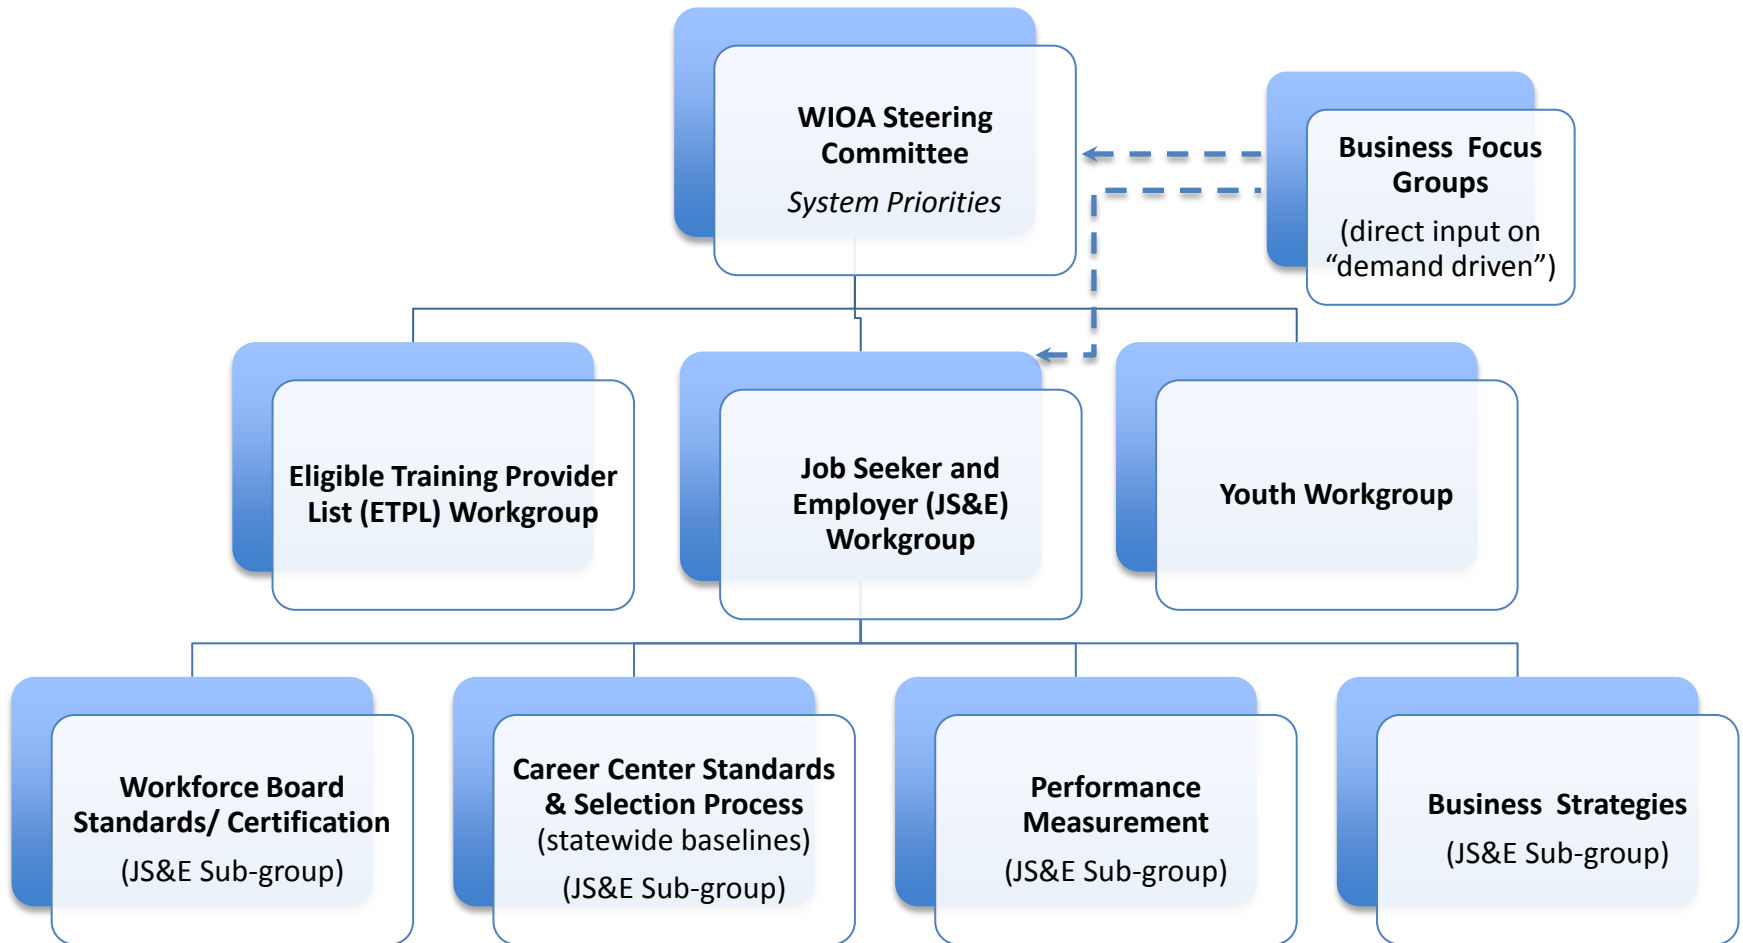 WIOA Steering
Committee
System Priorities
Business  Focus
Groups
(direct input on
“demand driven”)
Eligible Training Provider
List (ETPL) Workgroup
Job Seeker and
Employer (JS&E)
Workgroup
Youth Workgroup
Workforce Board
Standards/ Certification
(JS&E Sub-group)
Career Center Standards
& Selection Process
(statewide baselines)
(JS&E Sub-group)
Performance
Measurement
(JS&E Sub-group)
Business  Strategies
(JS&E Sub-group)